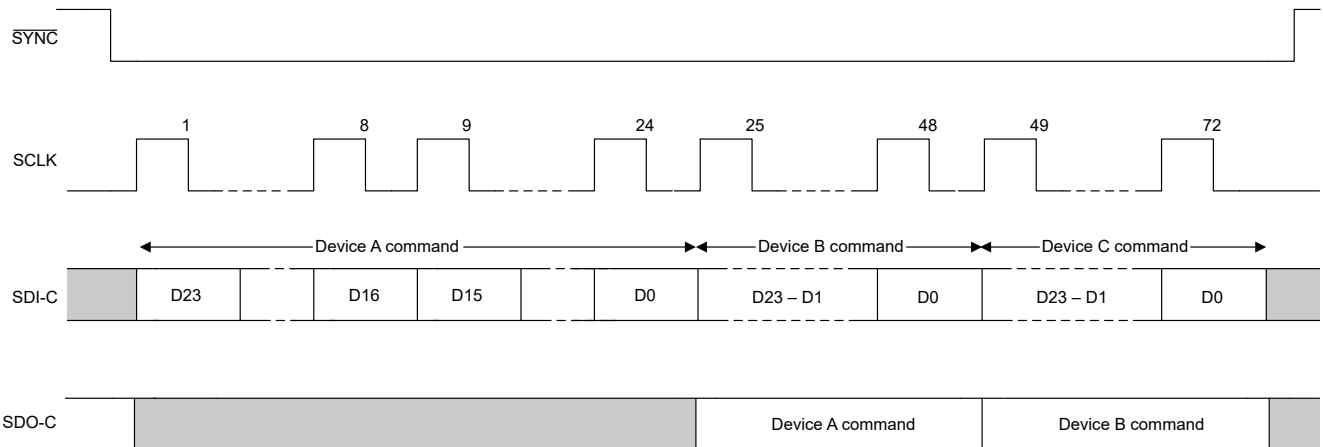 SYNC
1 8 9 24 25 48 49 72
SCLK
Device A command Device B command Device C command
SDI-C D23 D16 D15 D0 D23 – D1 D0 D23 – D1 D0
SDO-C Device A command Device B command